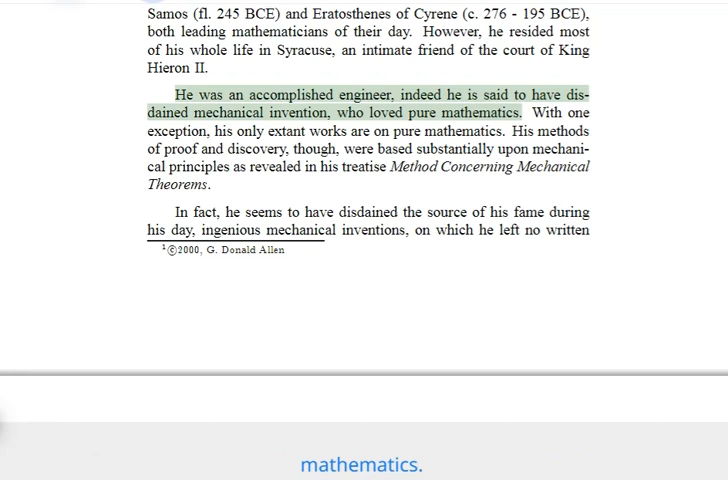 Samos (fl. 245 BCE) and Eratosthenes of Cyrene (c. 276 - 195 BCE),
both leading mathematicians of their day. However, he resided most
of his whole life in Syracuse, an intimate friend of the court of King
Hieron II.
He was an accomplished engineer, indeed he is said to have dis-
dained mechanical invention, who loved pure mathematics. With one
exception, his only extant works are on pure mathematics. His methods
of proof and discovery, though, were based substantially upon mechani-
cal principles as revealed in his treatise Method Concerning Mechanical
Theorems.
In fact, he seems to have disdained the source of his fame during
his day, ingenious mechanical inventions, on which he left no written
1©2000, G. Donald Allen
mathematics.